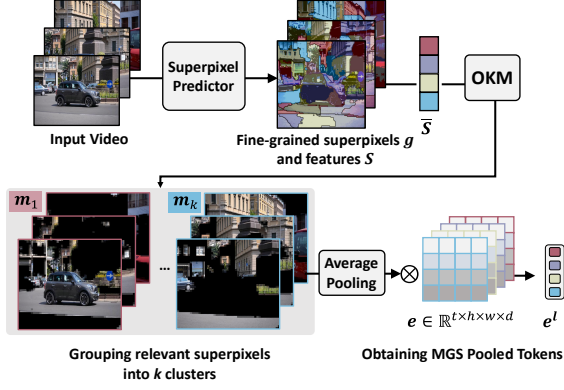 Superpixel
Predictor
OKM
Input Video
Fine-grained superpixels g
and features S
S̅
m₁
mₖ
...
Average
Pooling
e ∈ ℝᵗˣʰˣʷˣᵈ
eˡ
Grouping relevant superpixels
into k clusters
Obtaining MGS Pooled Tokens